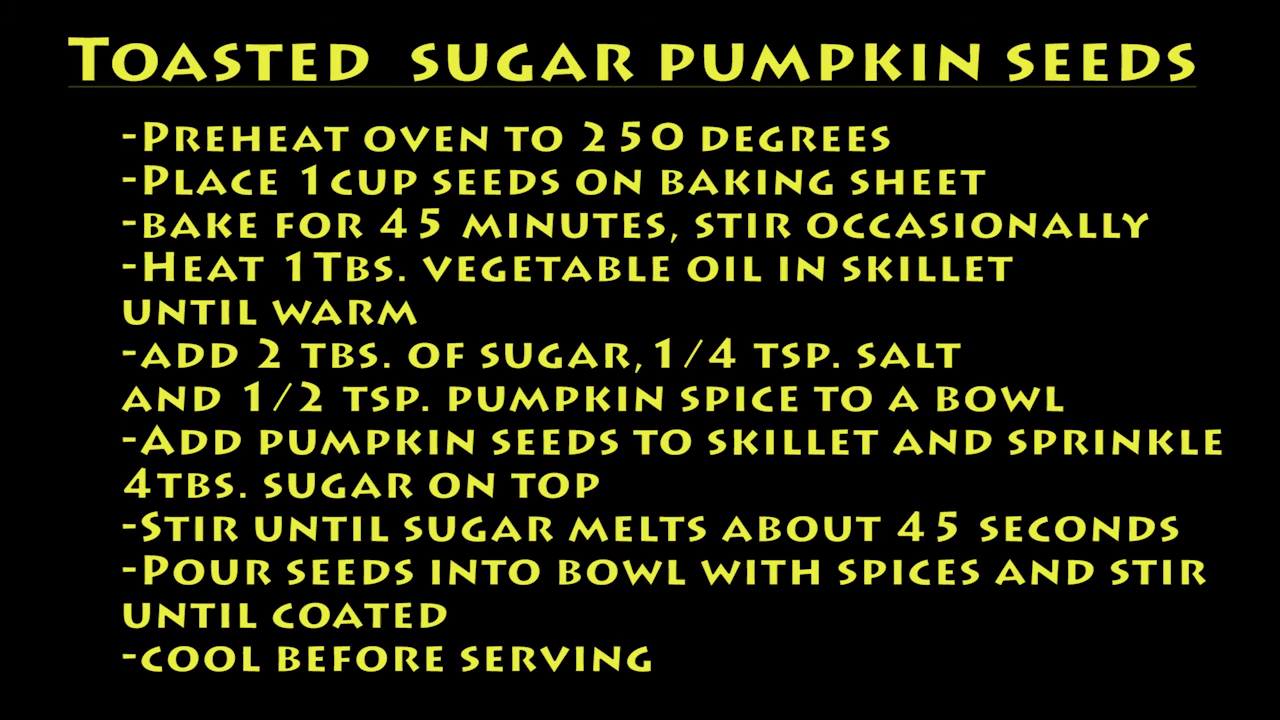 Toasted sugar pumpkin seeds
-Preheat oven to 250 degrees
-Place 1cup seeds on baking sheet
-bake for 45 minutes, stir occasionally
-Heat 1Tbs. vegetable oil in skillet
until warm
-add 2 tbs. of sugar, 1/4 tsp. salt
and 1/2 tsp. pumpkin spice to a bowl
-Add pumpkin seeds to skillet and sprinkle
4tbs. sugar on top
-Stir until sugar melts about 45 seconds
-Pour seeds into bowl with spices and stir
until coated
-cool before serving